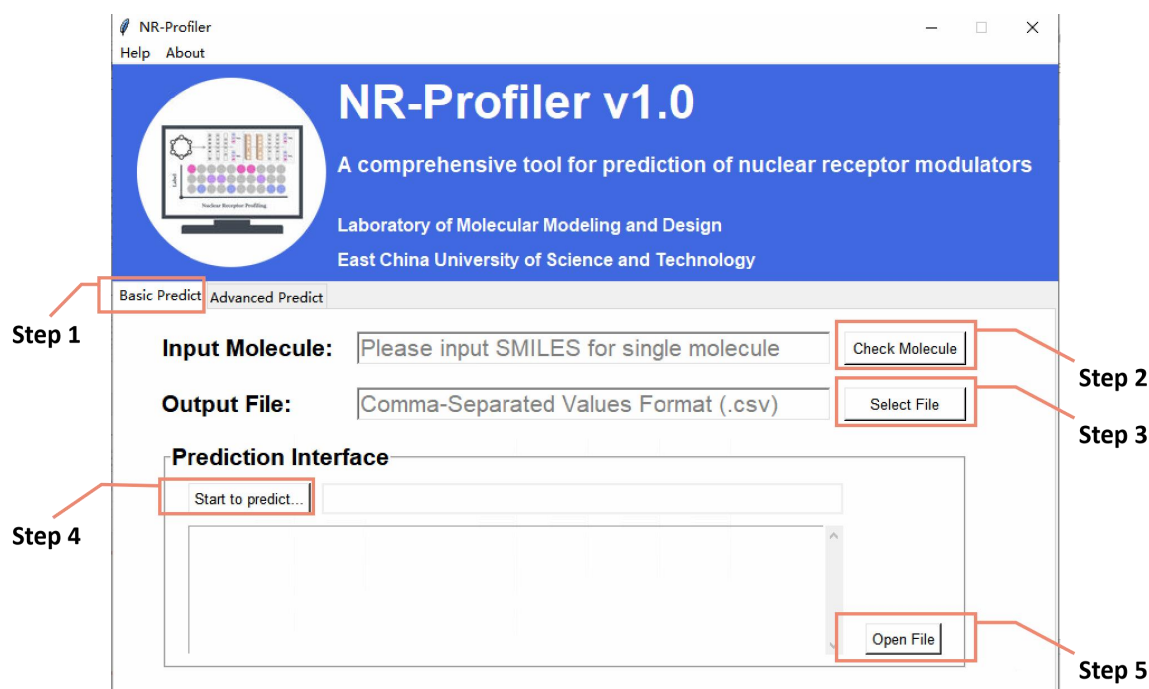 NR-Profiler
Help About
NR-Profiler v1.0
A comprehensive tool for prediction of nuclear receptor modulators
Laboratory of Molecular Modeling and Design
East China University of Science and Technology
Label
Nuclear Receptor Profiling
Basic Predict Advanced Predict
Step 1
Input Molecule: Please input SMILES for single molecule Check Molecule
Step 2
Output File: Comma-Separated Values Format (.csv) Select File
Step 3
Prediction Interface
Start to predict...
Step 4
Open File
Step 5